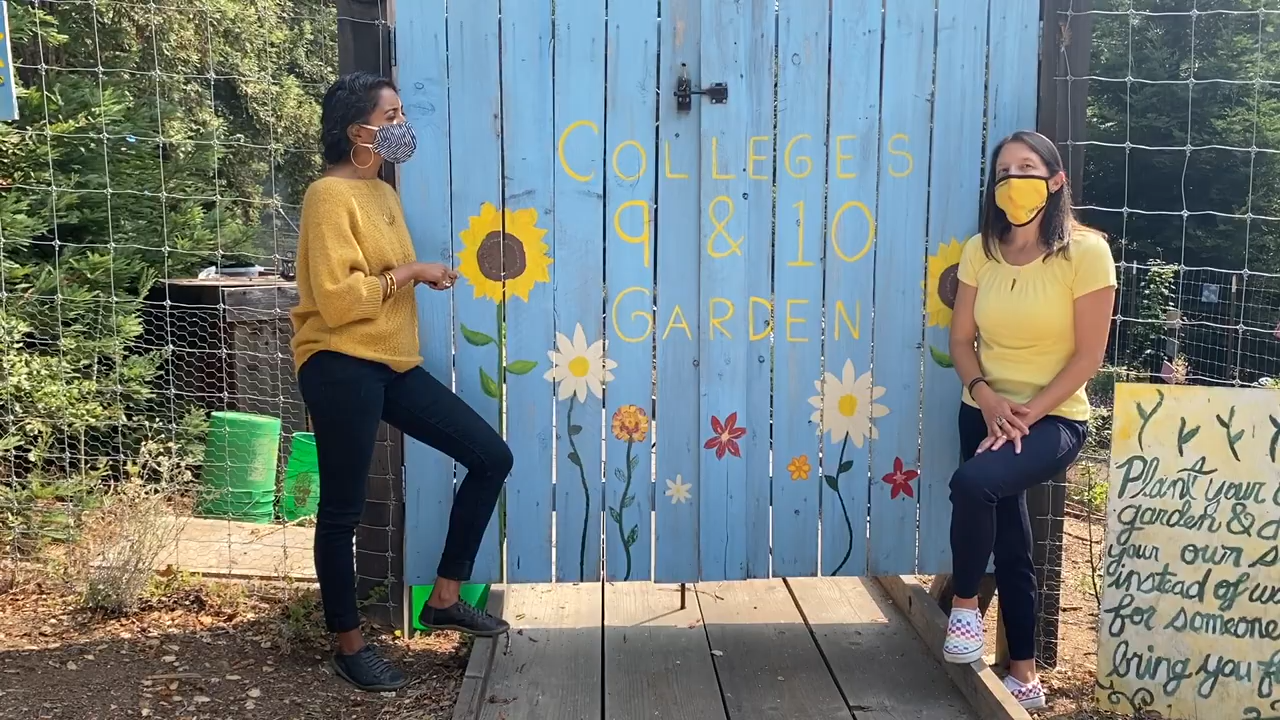 COLLEGES
9 & 10
GARDEN
Plant your
garden & d
your own s
instead of w
for someone
bring you f